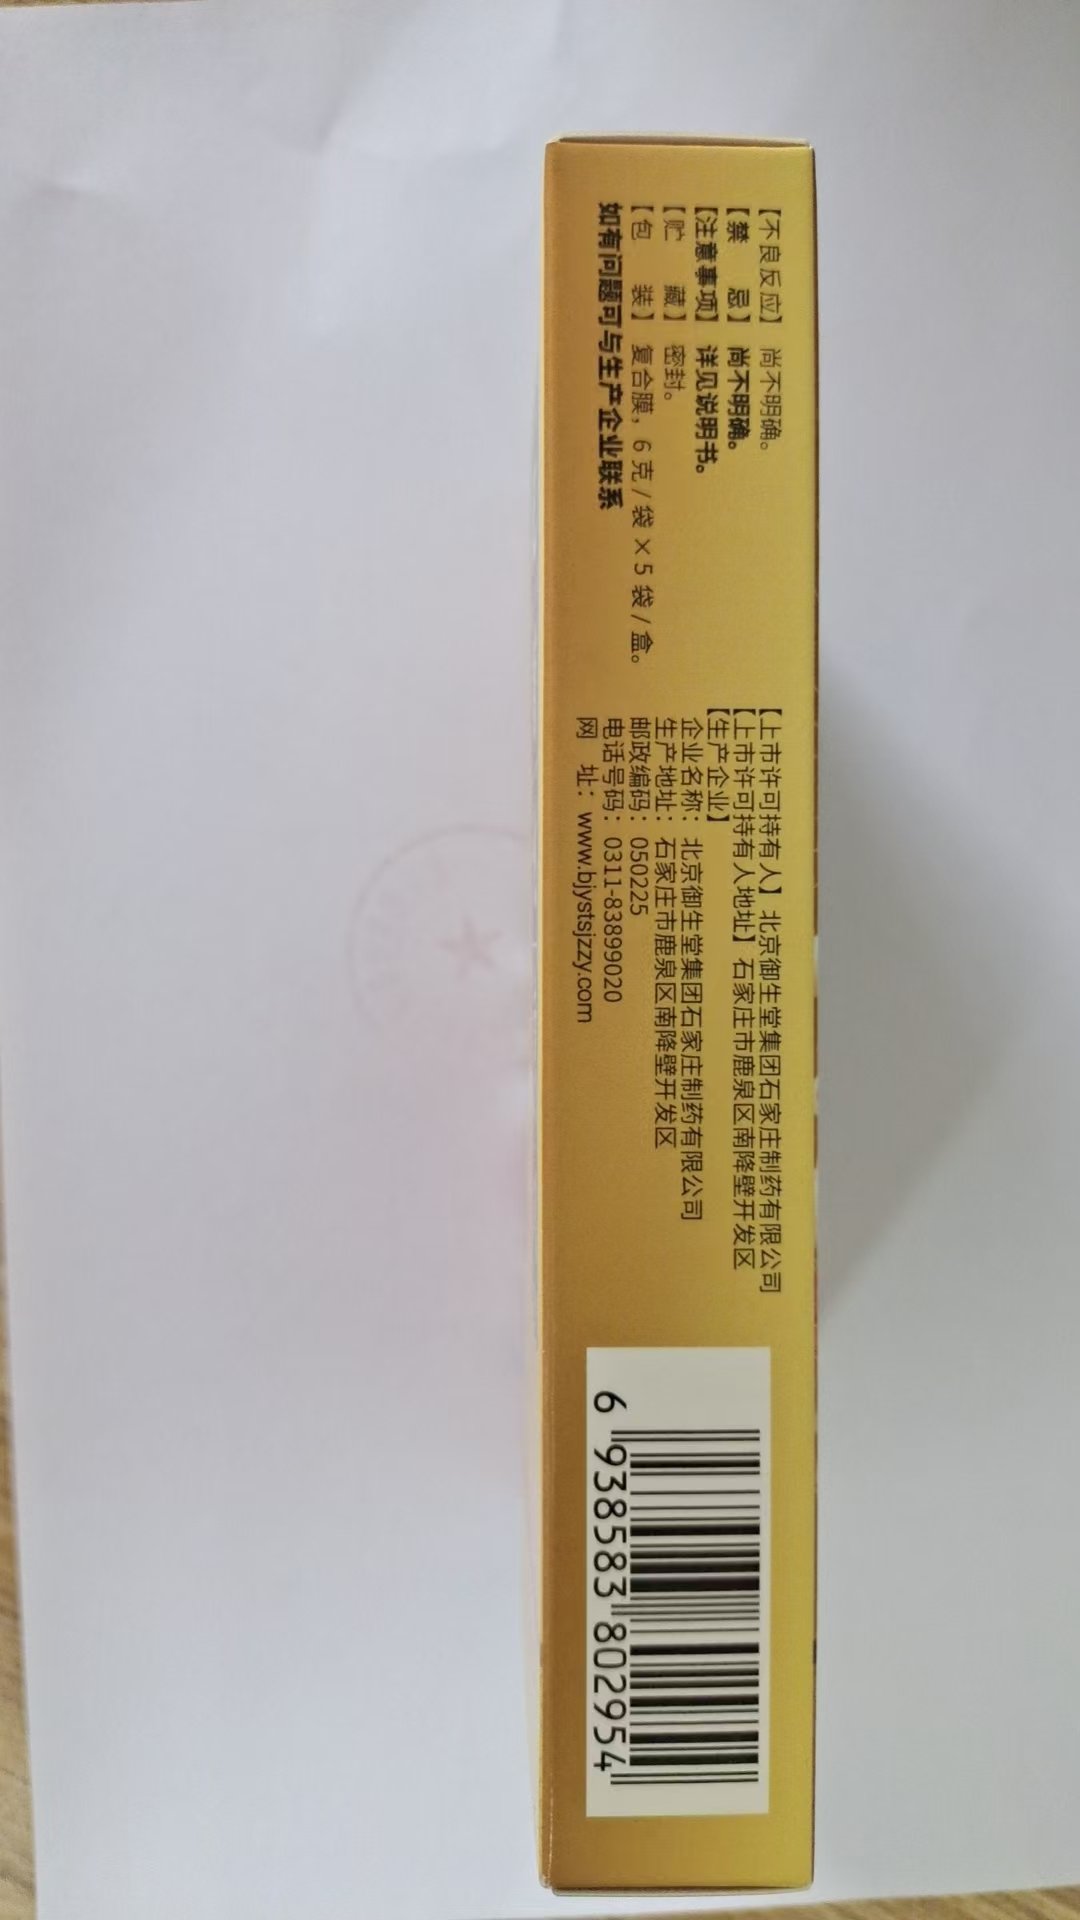 【不良反应】尚不明确。
【禁 忌】尚不明确。
【注意事项】详见说明书。
【贮 藏】密封。
【包 装】复合膜，6 克 / 袋 × 5 袋 / 盒。
如有问题可与生产企业联系
【上市许可持有人】北京御生堂集团石家庄制药有限公司
【上市许可持有人地址】石家庄市鹿泉区南降壁开发区
【生产企业】
企业名称：北京御生堂集团石家庄制药有限公司
生产地址：石家庄市鹿泉区南降壁开发区
邮政编码：050225
电话号码：0311-83899020
网 址：www.bjystsjzzy.com
6 938583 802954